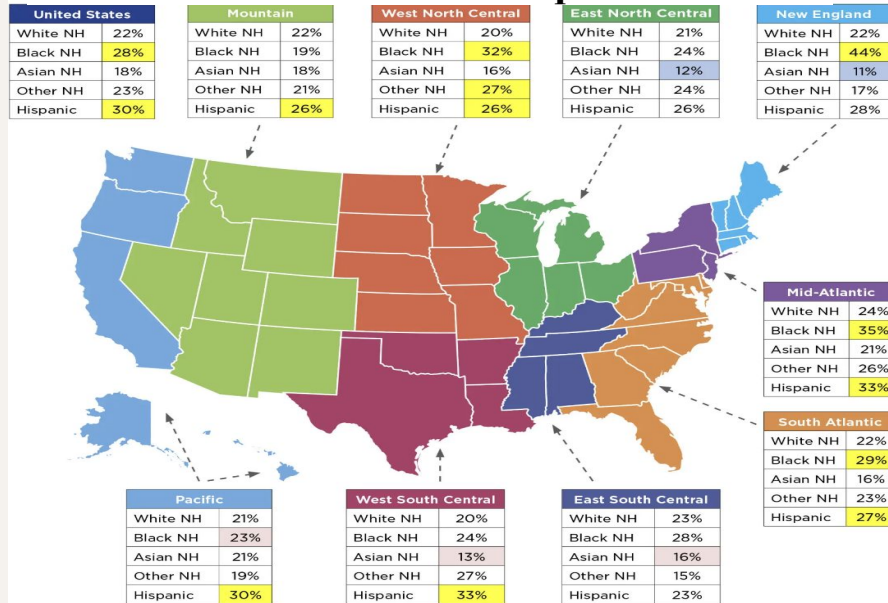 United States
White NH 22%
Black NH 28%
Asian NH 18%
Other NH 23%
Hispanic 30%
Mountain
White NH 22%
Black NH 19%
Asian NH 18%
Other NH 21%
Hispanic 26%
West North Central
White NH 20%
Black NH 32%
Asian NH 16%
Other NH 27%
Hispanic 26%
East North Central
White NH 21%
Black NH 24%
Asian NH 12%
Other NH 24%
Hispanic 26%
New England
White NH 22%
Black NH 44%
Asian NH 11%
Other NH 17%
Hispanic 28%
Mid-Atlantic
White NH 24%
Black NH 35%
Asian NH 21%
Other NH 26%
Hispanic 33%
South Atlantic
White NH 22%
Black NH 29%
Asian NH 16%
Other NH 23%
Hispanic 27%
Pacific
White NH 21%
Black NH 23%
Asian NH 21%
Other NH 19%
Hispanic 30%
West South Central
White NH 20%
Black NH 24%
Asian NH 13%
Other NH 27%
Hispanic 33%
East South Central
White NH 23%
Black NH 28%
Asian NH 16%
Other NH 15%
Hispanic 23%